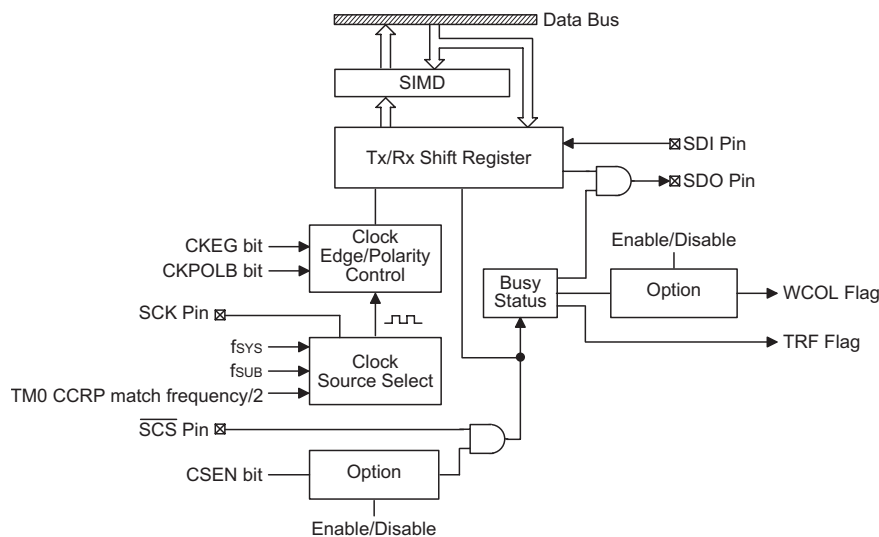 Data Bus
SIMD
Tx/Rx Shift Register
SDI Pin
SDO Pin
CKEG bit
CKPOLB bit
Clock
Edge/Polarity
Control
Enable/Disable
Busy
Status
Option
WCOL Flag
TRF Flag
SCK Pin
fSYS
fSUB
TM0 CCRP match frequency/2
Clock
Source Select
SCS Pin
CSEN bit
Option
Enable/Disable